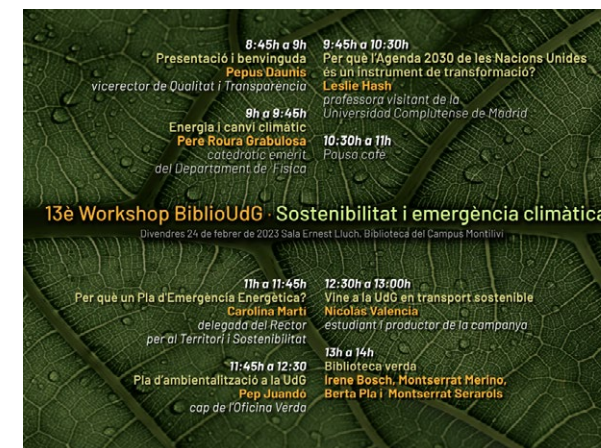 8:45h a 9h
Presentació i benvinguda
Pepus Daunis
vicerector de Qualitat i Transparència
9h a 9:45h
Energia i canvi climàtic
Pere Roura Grabulosa
catedràtic emèrit
del Departament de Física
9:45h a 10:30h
Per què l'Agenda 2030 de les Nacions Unides
és un instrument de transformació?
Leslie Hash
professora visitant de la
Universidad Complutense de Madrid
10:30h a 11h
Pausa cafè
13è Workshop BiblioUdG · Sostenibilitat i emergència climàtica
Divendres 24 de febrer de 2023 Sala Ernest Lluch. Biblioteca del Campus Montilivi
11h a 11:45h
Per què un Pla d'Emergència Energètica?
Carolina Martí
delegada del Rector
per al Territori i Sostenibilitat
11:45h a 12:30
Pla d'ambientalització a la UdG
Pep Juandó
cap de l'Oficina Verda
12:30h a 13:00h
Vine a la UdG en transport sostenible
Nicolás Valencia
estudiant i productor de la campanya
13h a 14h
Biblioteca verda
Irene Bosch, Montserrat Merino,
Berta Pla i Montserrat Serarols